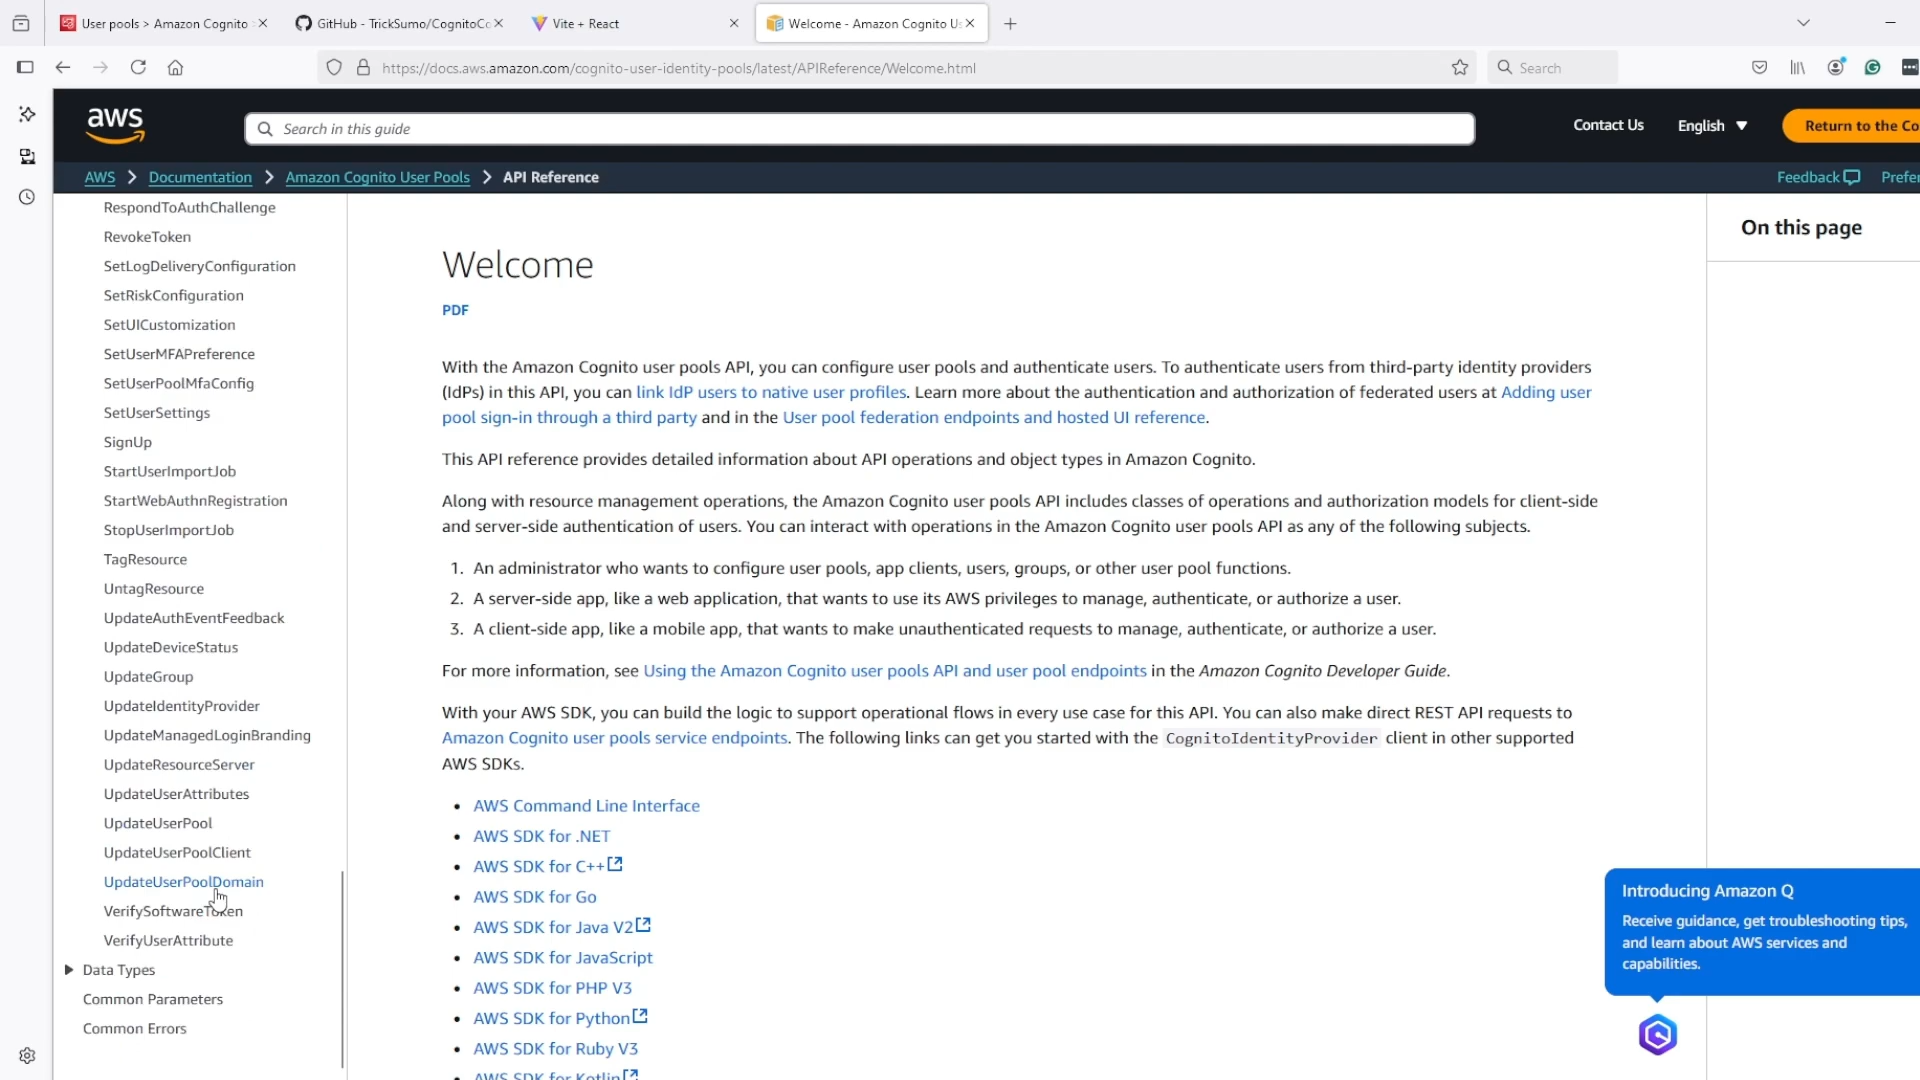 User pools > Amazon Cognito
GitHub - TrickSumo/CognitoCo
Vite + React
Welcome - Amazon Cognito Us
https://docs.aws.amazon.com/cognito-user-identity-pools/latest/APIReference/Welcome.html
Search
aws
Search in this guide
Contact Us
English
Return to the Co
AWS
Documentation
Amazon Cognito User Pools
API Reference
Feedback
Prefer
RespondToAuthChallenge
RevokeToken
SetLogDeliveryConfiguration
SetRiskConfiguration
SetUICustomization
SetUserMFAPreference
SetUserPoolMfaConfig
SetUserSettings
SignUp
StartUserImportJob
StartWebAuthnRegistration
StopUserImportJob
TagResource
UntagResource
UpdateAuthEventFeedback
UpdateDeviceStatus
UpdateGroup
UpdateIdentityProvider
UpdateManagedLoginBranding
UpdateResourceServer
UpdateUserAttributes
UpdateUserPool
UpdateUserPoolClient
UpdateUserPoolDomain
VerifySoftwareToken
VerifyUserAttribute
Data Types
Common Parameters
Common Errors
Welcome
PDF
With the Amazon Cognito user pools API, you can configure user pools and authenticate users. To authenticate users from third-party identity providers
(IdPs) in this API, you can link IdP users to native user profiles. Learn more about the authentication and authorization of federated users at Adding user
pool sign-in through a third party and in the User pool federation endpoints and hosted UI reference.
This API reference provides detailed information about API operations and object types in Amazon Cognito.
Along with resource management operations, the Amazon Cognito user pools API includes classes of operations and authorization models for client-side
and server-side authentication of users. You can interact with operations in the Amazon Cognito user pools API as any of the following subjects.
1. An administrator who wants to configure user pools, app clients, users, groups, or other user pool functions.
2. A server-side app, like a web application, that wants to use its AWS privileges to manage, authenticate, or authorize a user.
3. A client-side app, like a mobile app, that wants to make unauthenticated requests to manage, authenticate, or authorize a user.
For more information, see Using the Amazon Cognito user pools API and user pool endpoints in the Amazon Cognito Developer Guide.
With your AWS SDK, you can build the logic to support operational flows in every use case for this API. You can also make direct REST API requests to
Amazon Cognito user pools service endpoints. The following links can get you started with the CognitoIdentityProvider client in other supported
AWS SDKs.
• AWS Command Line Interface
• AWS SDK for .NET
• AWS SDK for C++
• AWS SDK for Go
• AWS SDK for Java V2
• AWS SDK for JavaScript
• AWS SDK for PHP V3
• AWS SDK for Python
• AWS SDK for Ruby V3
• AWS SDK for Kotlin
On this page
Introducing Amazon Q
Receive guidance, get troubleshooting tips,
and learn about AWS services and
capabilities.